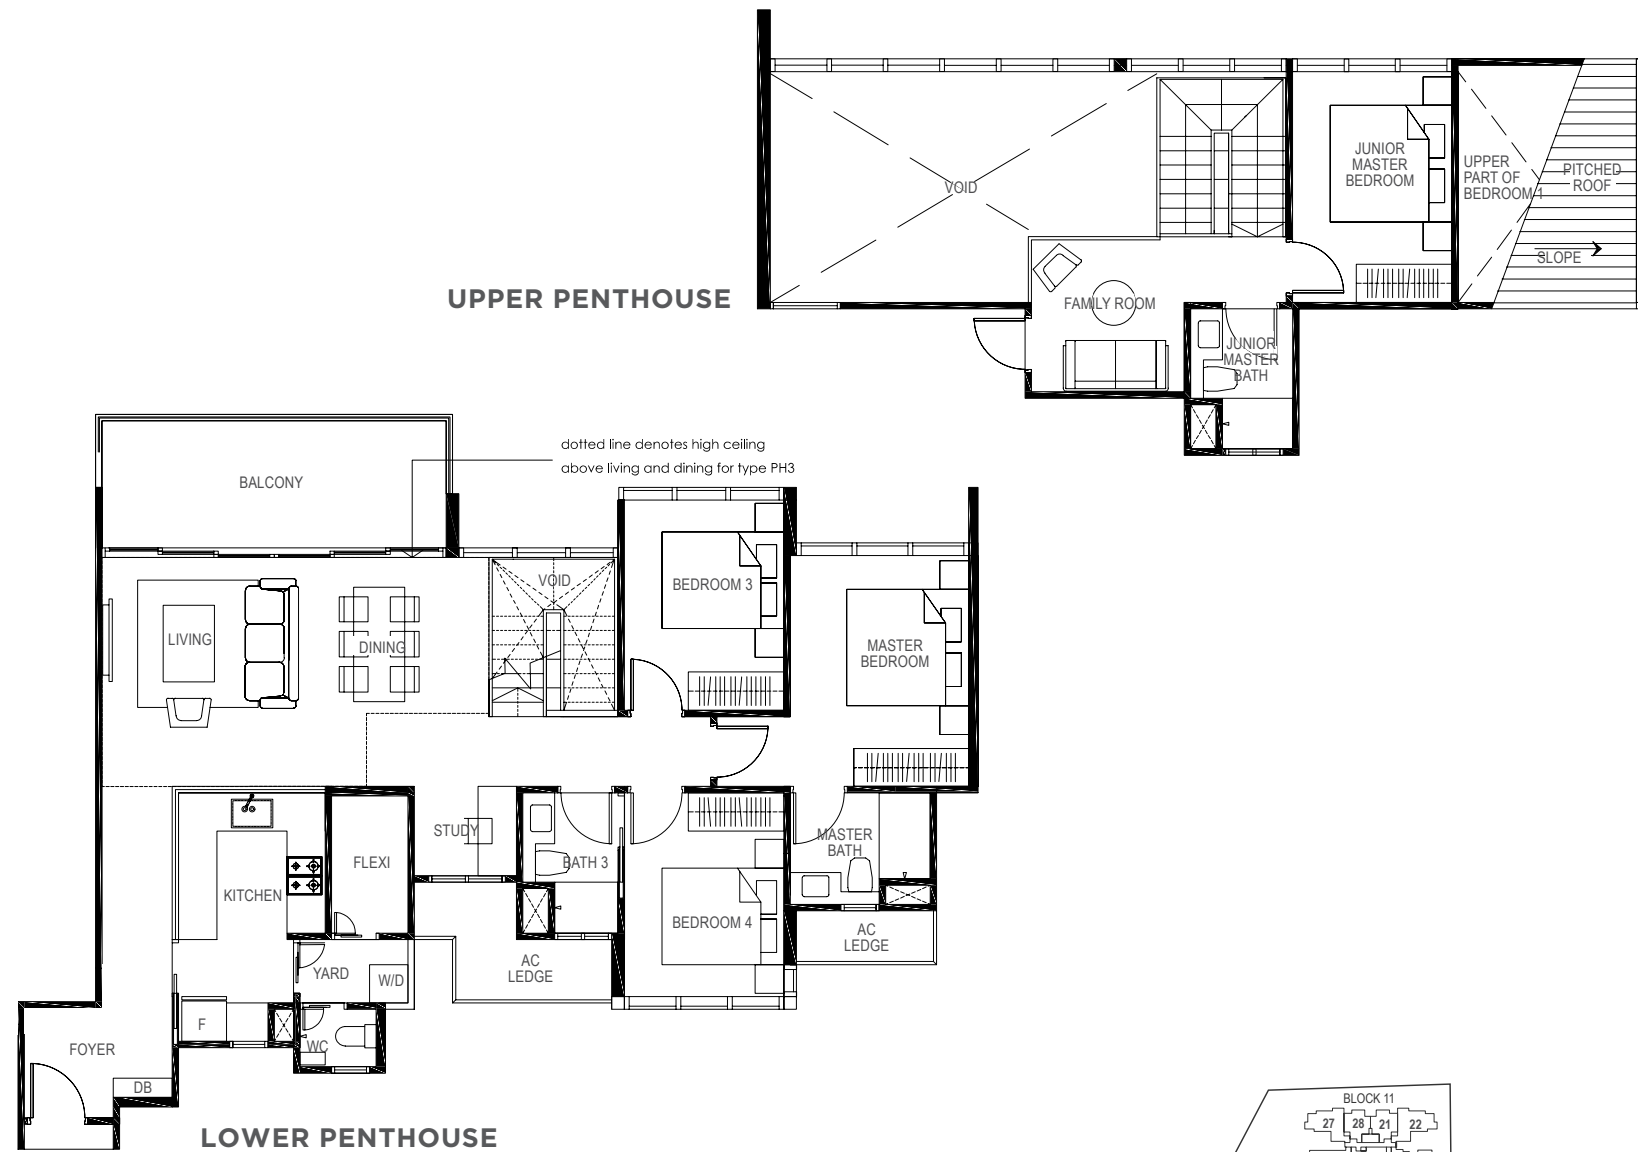 JUNIOR
MASTER
BEDROOM
UPPER
PART OF
BEDROOM 1
PITCHED
ROOF
VOID
SLOPE
UPPER PENTHOUSE
FAMILY ROOM
JUNIOR
MASTER
BATH
dotted line denotes high ceiling
above living and dining for type PH3
BALCONY
VOID
BEDROOM 3
LIVING
DINING
MASTER
BEDROOM
STUDY
FLEXI
BATH 3
MASTER
BATH
KITCHEN
BEDROOM 4
AC
LEDGE
AC
LEDGE
YARD
W/D
F
WC
FOYER
DB
LOWER PENTHOUSE
BLOCK 11
27 28 21 22